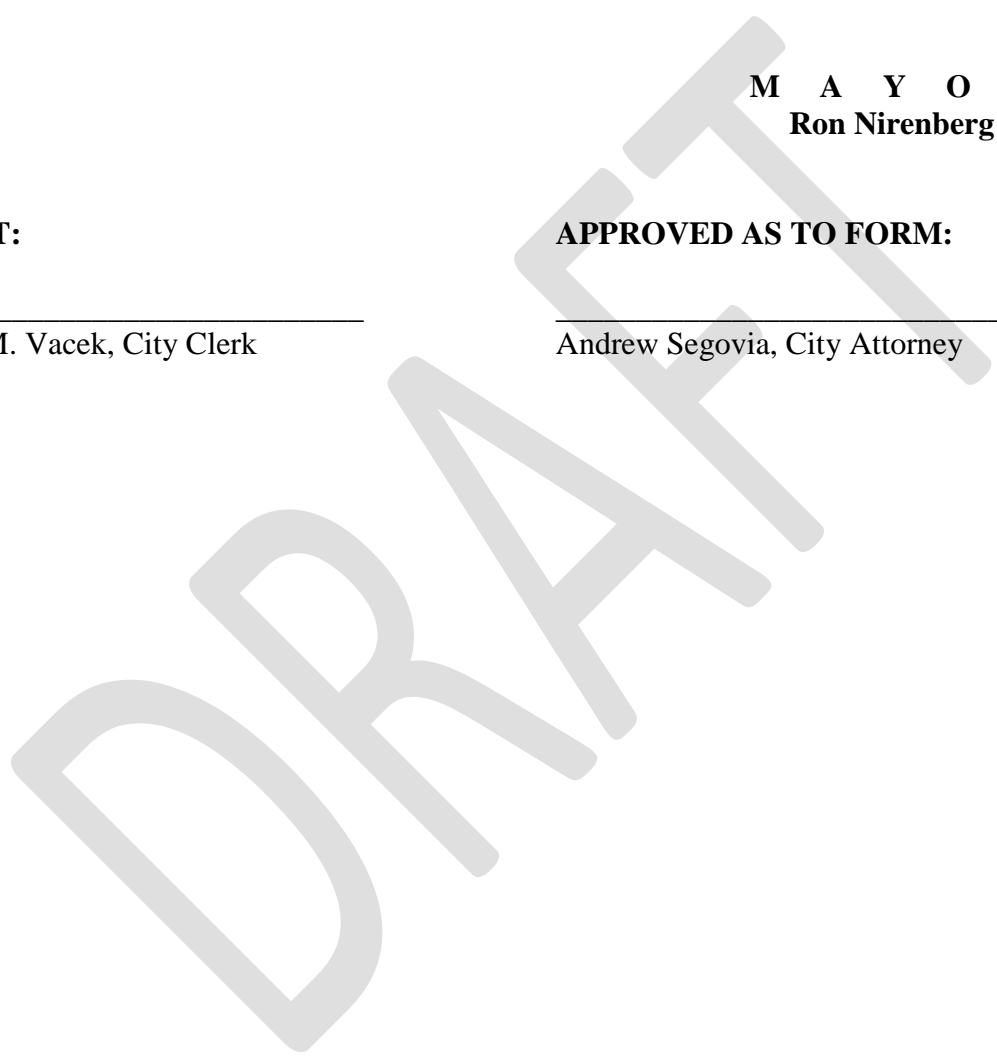 M A Y O
Ron Nirenberg
T:
APPROVED AS TO FORM:
M. Vacek, City Clerk
Andrew Segovia, City Attorney
DRAFT